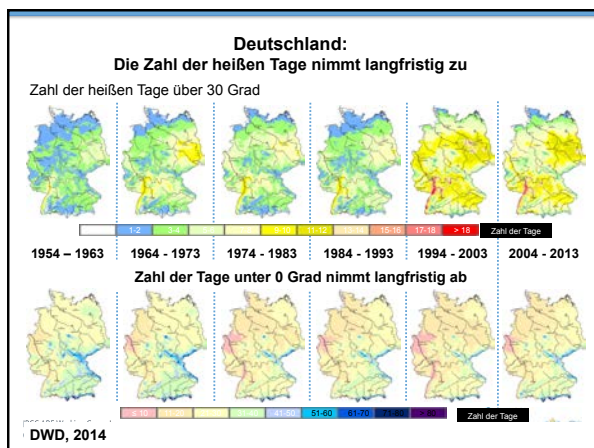 Deutschland:
Die Zahl der heißen Tage nimmt langfristig zu
Zahl der heißen Tage über 30 Grad
1-2 3-4 9-10 11-12 13-14 15-16 17-18 > 18 Zahl der Tage
1954 – 1963 1964 - 1973 1974 - 1983 1984 - 1993 1994 - 2003 2004 - 2013
Zahl der Tage unter 0 Grad nimmt langfristig ab
41-50 51-60 61-70 Zahl der Tage
DWD, 2014